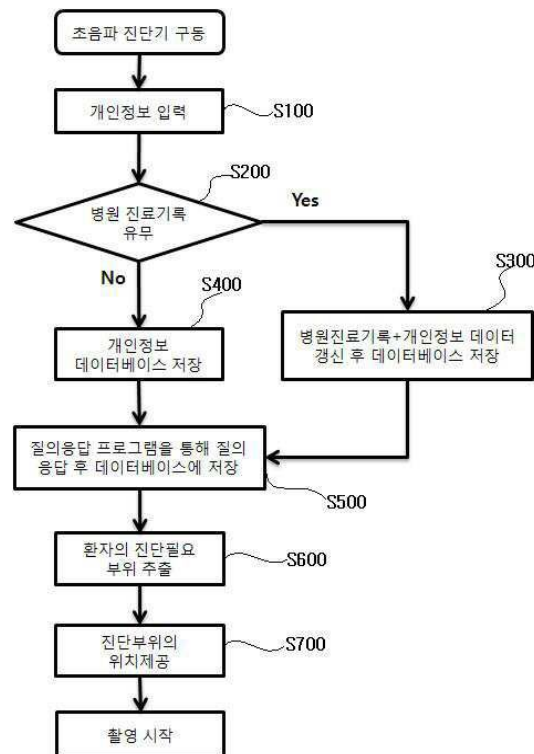 초음파 진단기 구동
개인정보 입력
S100
S200
병원 진료기록
유무
Yes
No
S400
S300
개인정보
데이터베이스 저장
병원진료기록+개인정보 데이터
갱신 후 데이터베이스 저장
질의응답 프로그램을 통해 질의
응답 후 데이터베이스에 저장
S500
환자의 진단필요
부위 추출
S600
진단부위의
위치제공
S700
촬영 시작